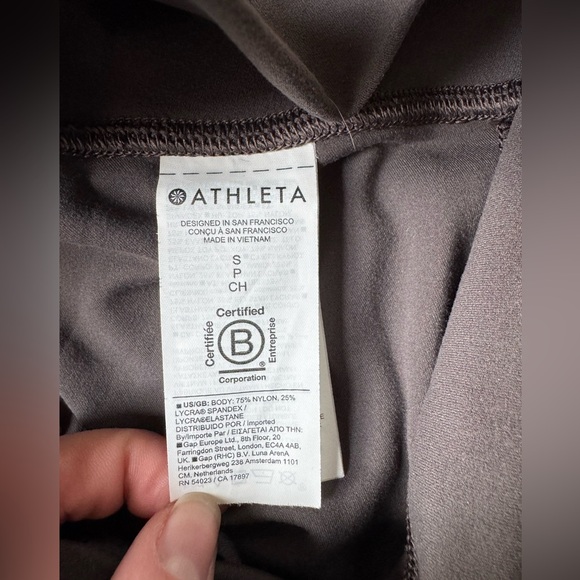 ATHLETA
DESIGNED IN SAN FRANCISCO
CONÇU À SAN FRANCISCO
MADE IN VIETNAM
S
P
CH
Certified
Certifiée
B
®
Entreprise
Corporation
■ US/GB: BODY: 75% NYLON, 25%
LYCRA® SPANDEX /
LYCRA®ELASTANE
DISTRIBUIDO POR / Imported
By/Importe Par / ΕΙΣΑΓΕΤΑΙ ΑΠΟ ΤΗΝ:
■ Gap Europe Ltd., 8th Floor, 20
Farringdon Street, London, EC4A 4AB,
UK. ■ Gap (RHC) B.V. Luna ArenA
Herikerbergweg 238 Amsterdam 1101
CM, Netherlands
RN 54023 / CA 17897